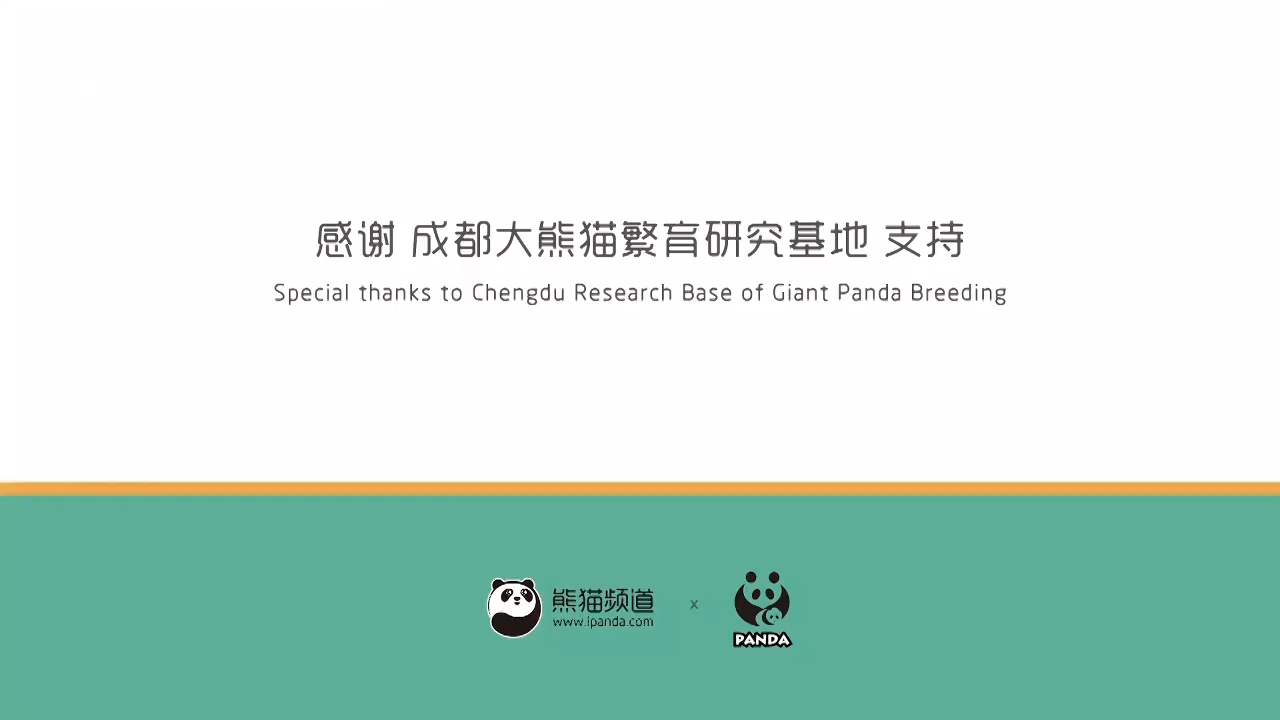 感谢 成都大熊猫繁育研究基地 支持
Special thanks to Chengdu Research Base of Giant Panda Breeding
熊猫频道
www.ipanda.com
x
PANDA